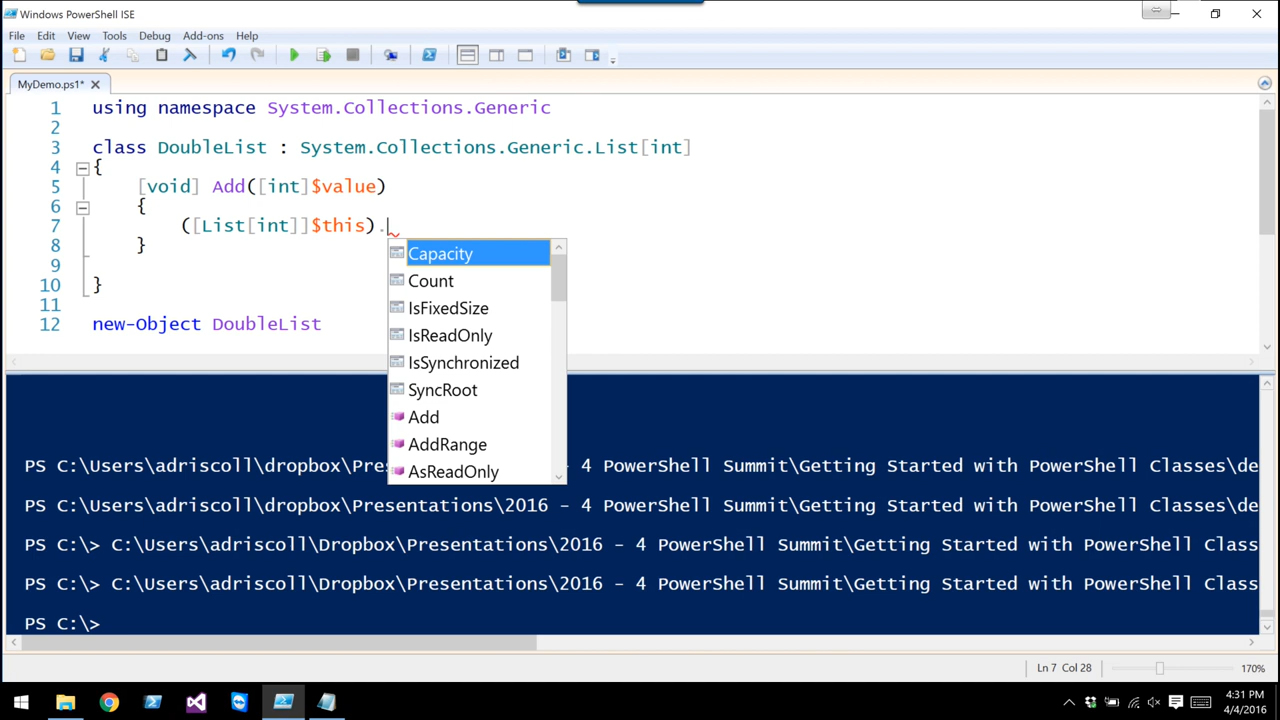 Windows PowerShell ISE
File Edit View Tools Debug Add-ons Help
MyDemo.ps1*
1 using namespace System.Collections.Generic
2
3 class DoubleList : System.Collections.Generic.List[int]
4 {
5 [void] Add([int]$value)
6 {
7 ([List[int]]$this).
8 }
9
10 }
11
12 new-Object DoubleList
Capacity
Count
IsFixedSize
IsReadOnly
IsSynchronized
SyncRoot
Add
AddRange
AsReadOnly
PS C:\Users\adriscoll\dropbox\Pres - 4 PowerShell Summit\Getting Started with PowerShell Classes\de
PS C:\Users\adriscoll\dropbox\Presentations\2016 - 4 PowerShell Summit\Getting Started with PowerShell Classes\de
PS C:\> C:\Users\adriscoll\Dropbox\Presentations\2016 - 4 PowerShell Summit\Getting Started with PowerShell Class
PS C:\> C:\Users\adriscoll\Dropbox\Presentations\2016 - 4 PowerShell Summit\Getting Started with PowerShell Class
PS C:\>
Ln 7 Col 28 170%
4:31 PM
4/4/2016